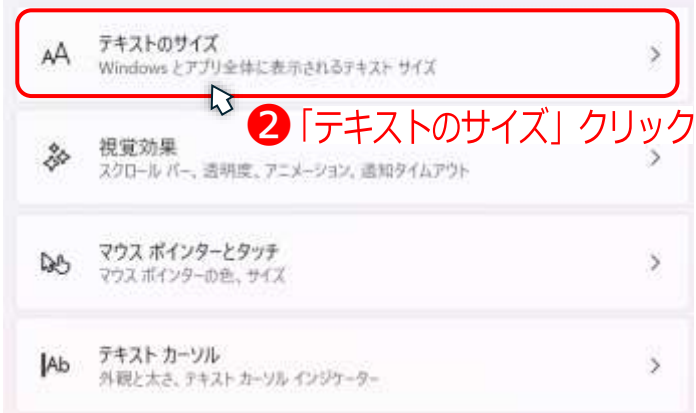 テキストのサイズ
Windows とアプリ全体に表示されるテキスト サイズ
❷「テキストのサイズ」クリック
視覚効果
スクロール バー、透明度、アニメーション、通知タイムアウト
マウス ポインターとタッチ
マウス ポインターの色、サイズ
テキスト カーソル
外観と太さ、テキスト カーソル インジケーター